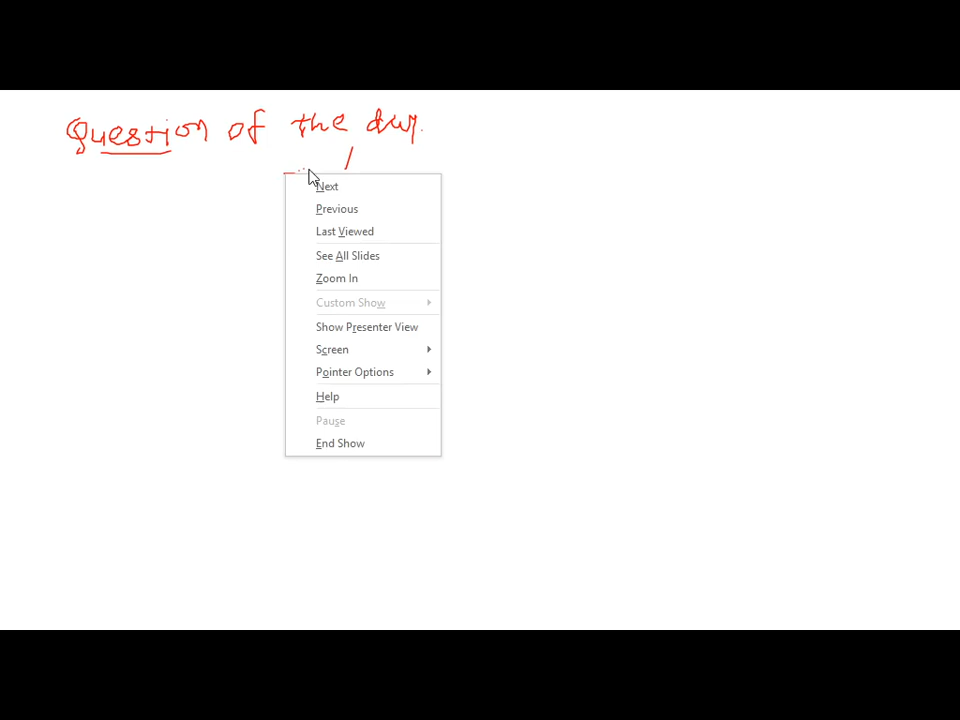 Question of the day.
Next
Previous
Last Viewed
See All Slides
Zoom In
Custom Show
Show Presenter View
Screen
Pointer Options
Help
Pause
End Show